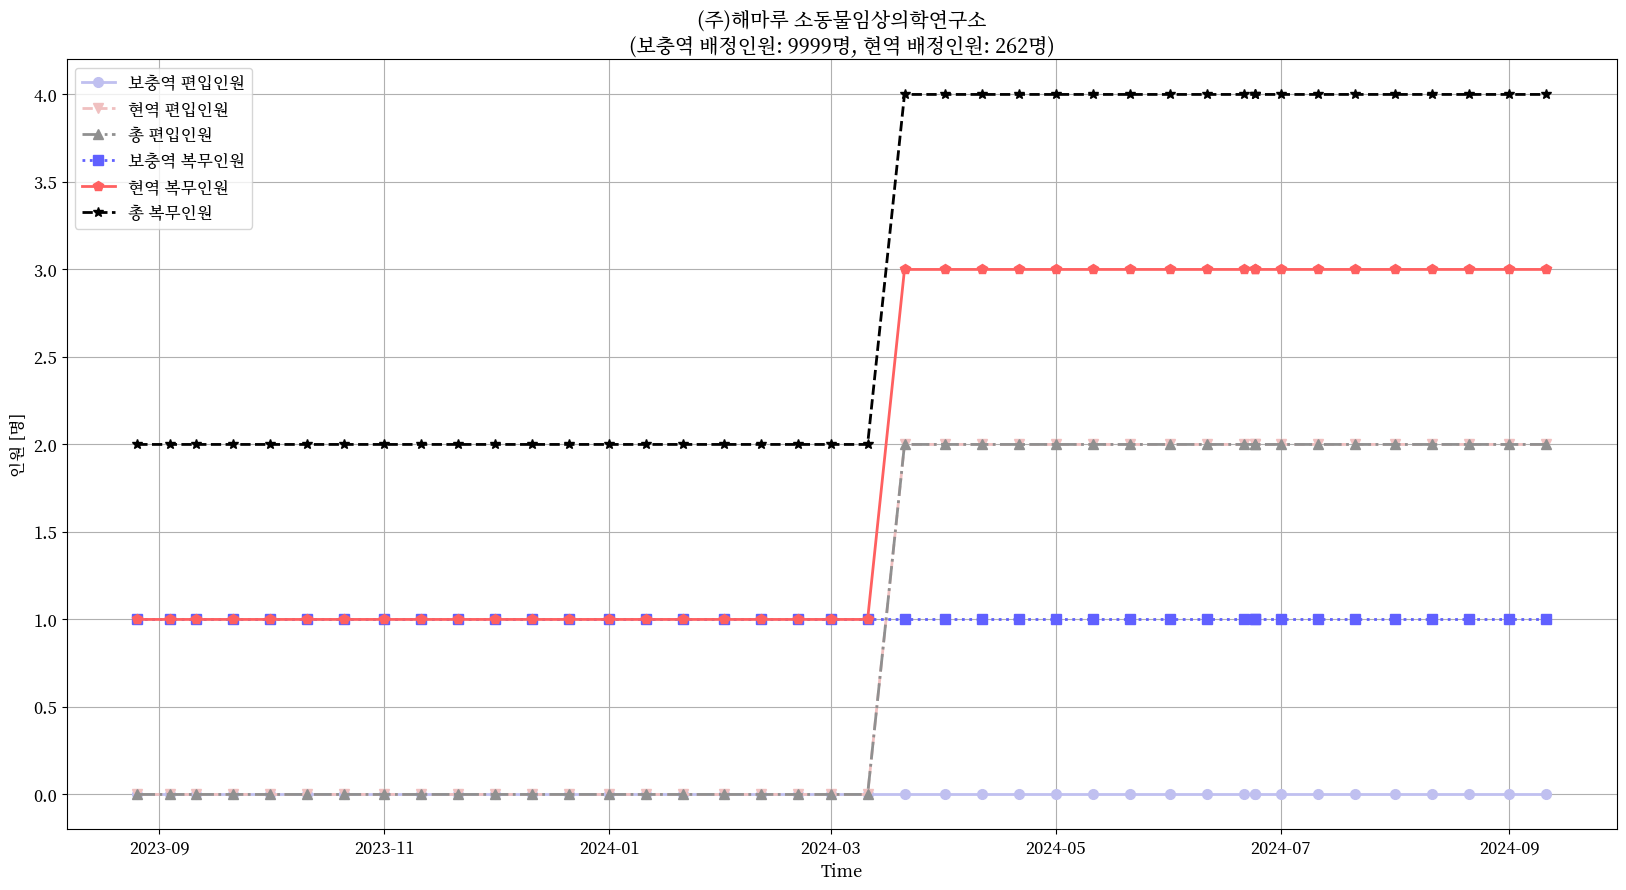 (주)해마루 소동물임상의학연구소
(보충역 배정인원: 9999명, 현역 배정인원: 262명)
보충역 편입인원
현역 편입인원
총 편입인원
보충역 복무인원
현역 복무인원
총 복무인원
4.0
3.5
3.0
2.5
2.0
1.5
1.0
0.5
0.0
인원 [명]
2023-09 2023-11 2024-01 2024-03 2024-05 2024-07 2024-09
Time